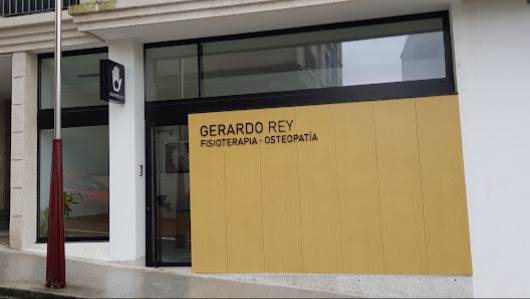 GERARDO REY
FISIOTERAPIA - OSTEOPATÍA